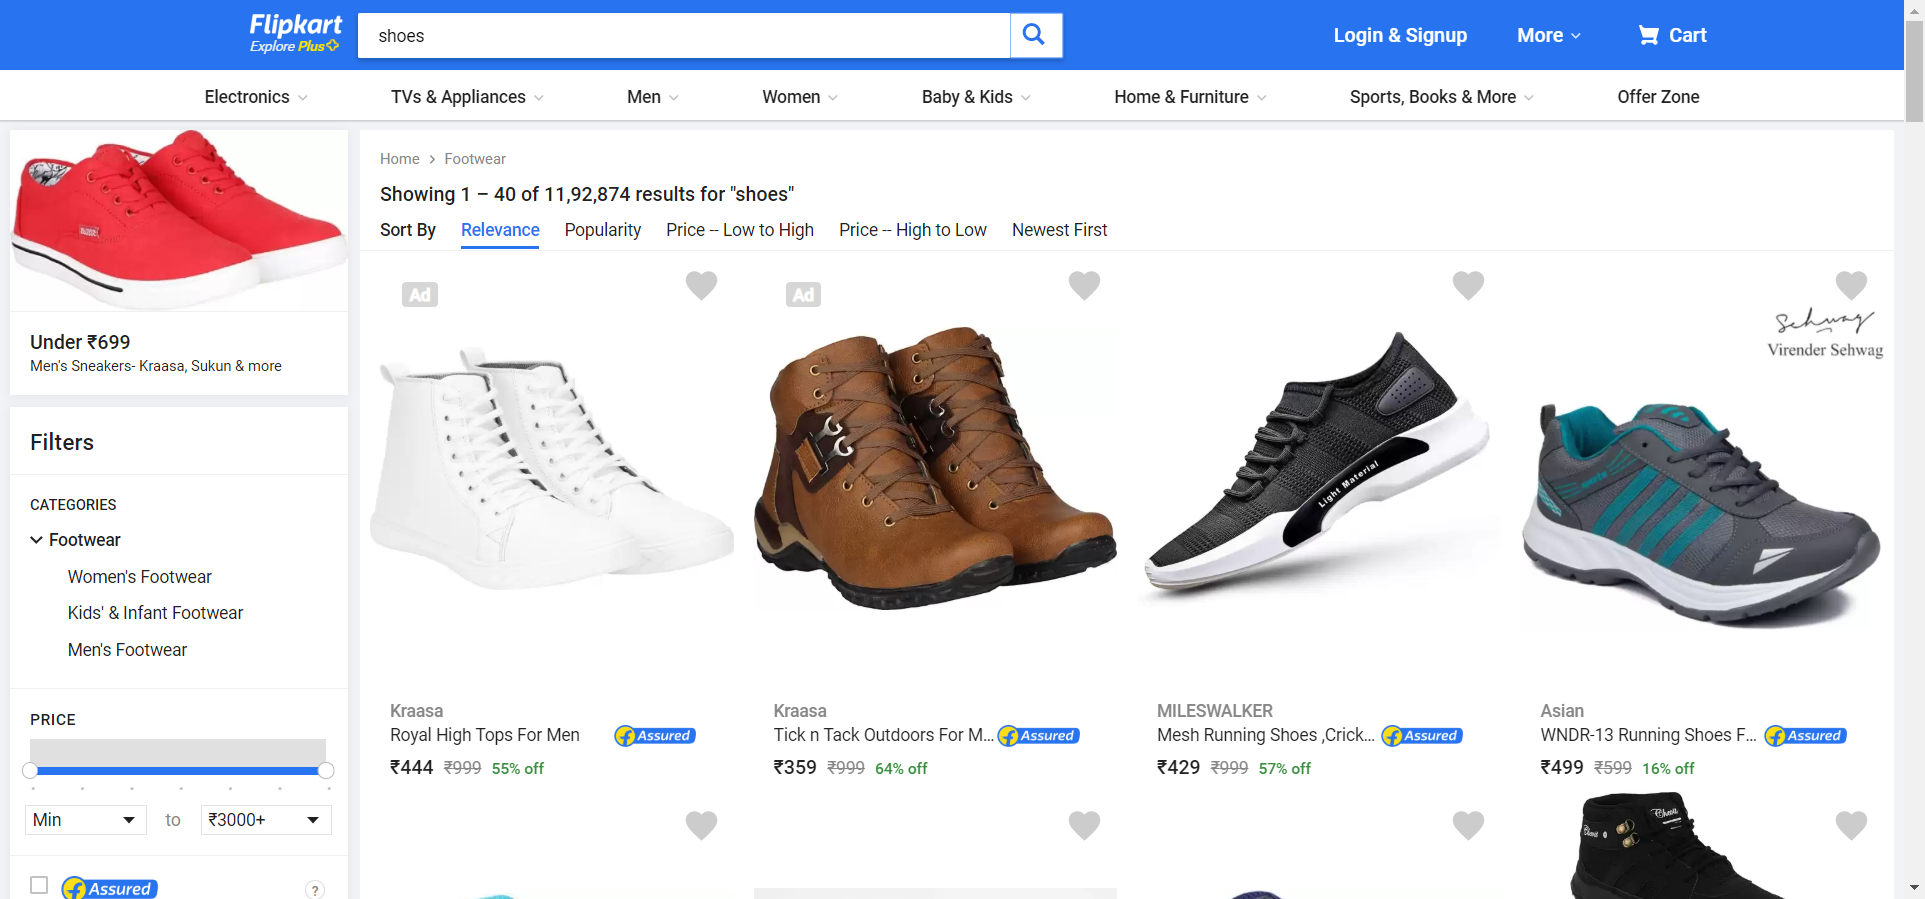 Flipkart
Explore Plus
shoes
Login & Signup
More
Cart
Electronics
TVs & Appliances
Men
Women
Baby & Kids
Home & Furniture
Sports, Books & More
Offer Zone
Under ₹699
Men's Sneakers- Kraasa, Sukun & more
Filters
CATEGORIES
Footwear
Women's Footwear
Kids' & Infant Footwear
Men's Footwear
PRICE
Min
to
₹3000+
Assured
?
Home > Footwear
Showing 1 – 40 of 11,92,874 results for "shoes"
Sort By
Relevance
Popularity
Price -- Low to High
Price -- High to Low
Newest First
Ad
Ad
Light Material
Sehwag
Virender Sehwag
Kraasa
Royal High Tops For Men
Assured
₹444 ₹999 55% off
Kraasa
Tick n Tack Outdoors For M...
Assured
₹359 ₹999 64% off
MILESWALKER
Mesh Running Shoes ,Crick...
Assured
₹429 ₹999 57% off
Asian
WNDR-13 Running Shoes F...
Assured
₹499 ₹599 16% off
Chevit